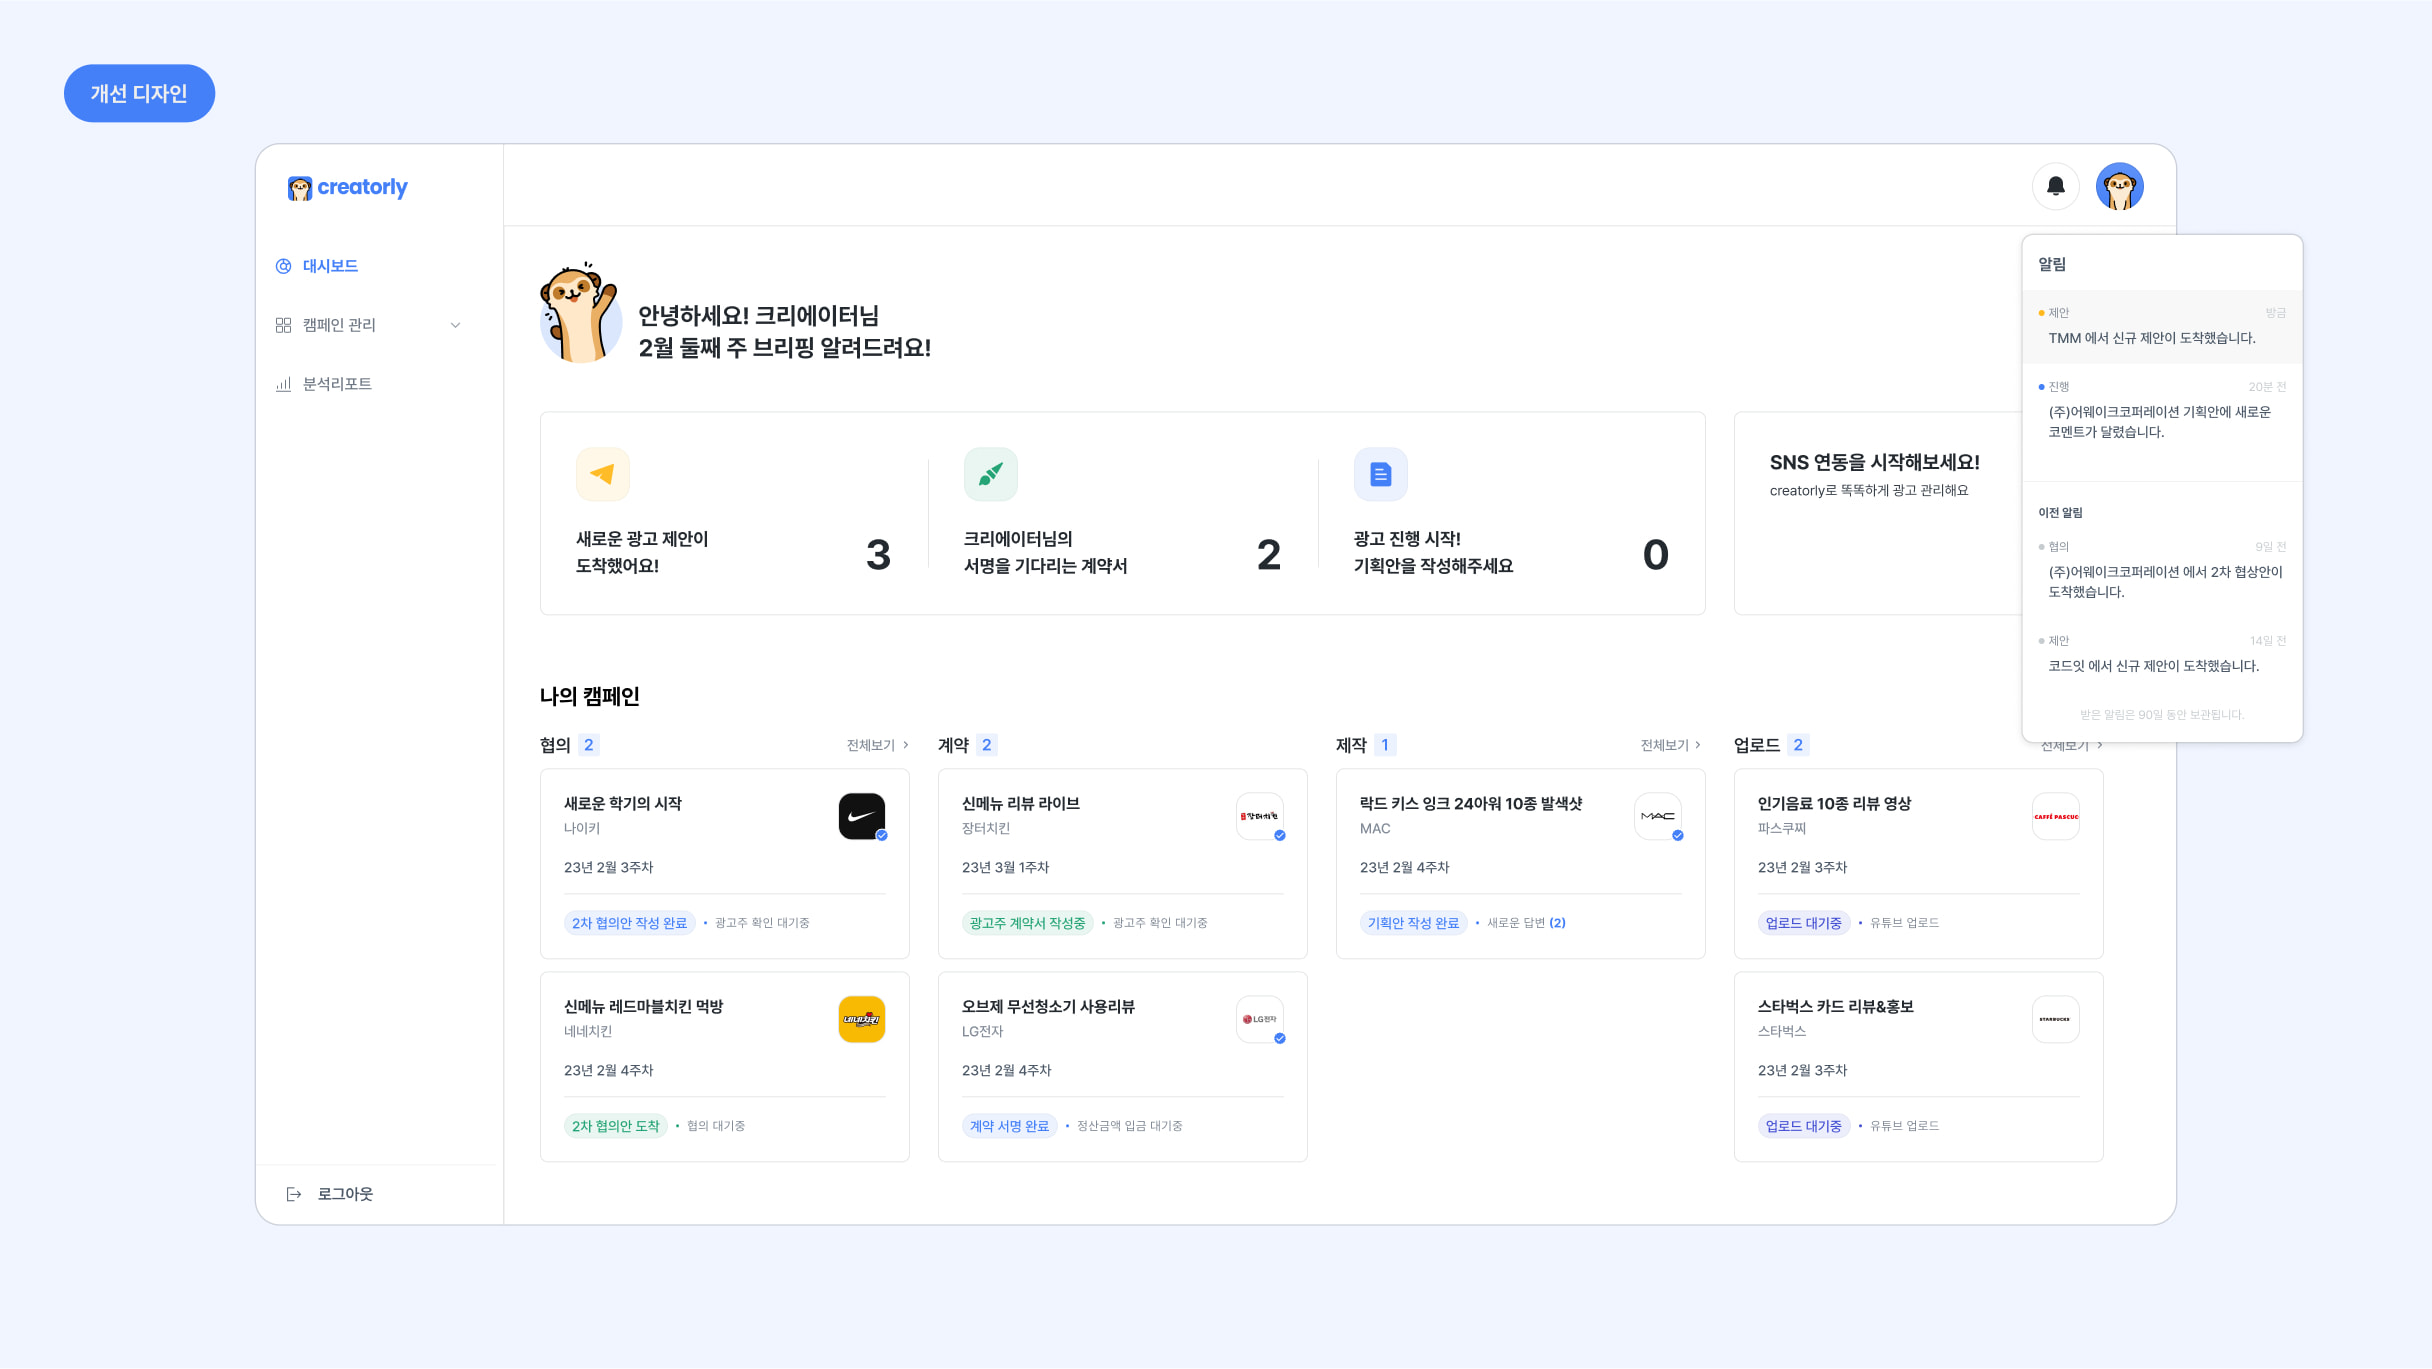 개선 디자인
creatorly
대시보드
캠페인 관리
분석리포트
로그아웃
안녕하세요! 크리에이터님
2월 둘째 주 브리핑 알려드려요!
새로운 광고 제안이
도착했어요!
3
크리에이터님의
서명을 기다리는 계약서
2
광고 진행 시작!
기획안을 작성해주세요
0
SNS 연동을 시작해보세요!
creatorly로 똑똑하게 광고 관리해요
알림
제안 방금
TMM 에서 신규 제안이 도착했습니다.
진행 20분 전
(주)어웨이크코퍼레이션 기획안에 새로운
코멘트가 달렸습니다.
이전 알림
협의 9일 전
(주)어웨이크코퍼레이션 에서 2차 협상안이
도착했습니다.
제안 14일 전
코드잇 에서 신규 제안이 도착했습니다.
받은 알림은 90일 동안 보관됩니다.
나의 캠페인
협의 2 전체보기
새로운 학기의 시작
나이키
23년 2월 3주차
2차 협의안 작성 완료 • 광고주 확인 대기중
신메뉴 레드마블치킨 먹방
네네치킨
네네치킨
23년 2월 4주차
2차 협의안 도착 • 협의 대기중
계약 2
신메뉴 리뷰 라이브
장터치킨
장터치킨
23년 3월 1주차
광고주 계약서 작성중 • 광고주 확인 대기중
오브제 무선청소기 사용리뷰
LG전자
LG전자
23년 2월 4주차
계약 서명 완료 • 정산금액 입금 대기중
제작 1 전체보기
락드 키스 잉크 24아워 10종 발색샷
MAC
MAC
23년 2월 4주차
기획안 작성 완료 • 새로운 답변 (2)
업로드 2 전체보기
인기음료 10종 리뷰 영상
CAFFÉ PASCUC
파스쿠찌
23년 2월 3주차
업로드 대기중 • 유튜브 업로드
스타벅스 카드 리뷰&홍보
STARBUCKS
스타벅스
23년 2월 3주차
업로드 대기중 • 유튜브 업로드